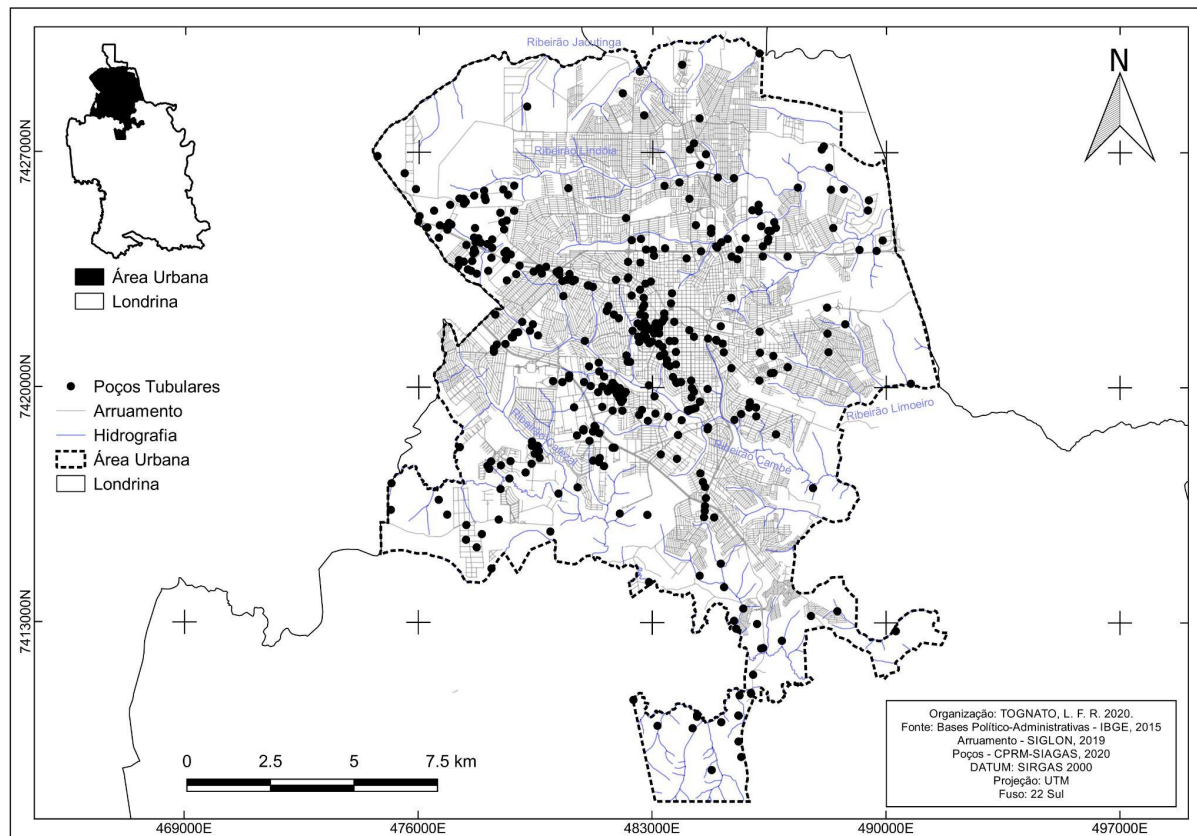 Ribeirão Jacutinga
N
7427000N
Ribeirão Lindóia
Área Urbana
Londrina
7420000N
Poços Tubulares
Arruamento
Hidrografia
Área Urbana
Londrina
Ribeirão Limoeiro
Ribeirão Cafezal
Ribeirão Cambé
7413000N
0 2.5 5 7.5 km
Organização: TOGNATO, L. F. R. 2020.
Fonte: Bases Político-Administrativas - IBGE, 2015
Arruamento - SIGLON, 2019
Poços - CPRM-SIAGAS, 2020
DATUM: SIRGAS 2000
Projeção: UTM
Fuso: 22 Sul
469000E 476000E 483000E 490000E 497000E